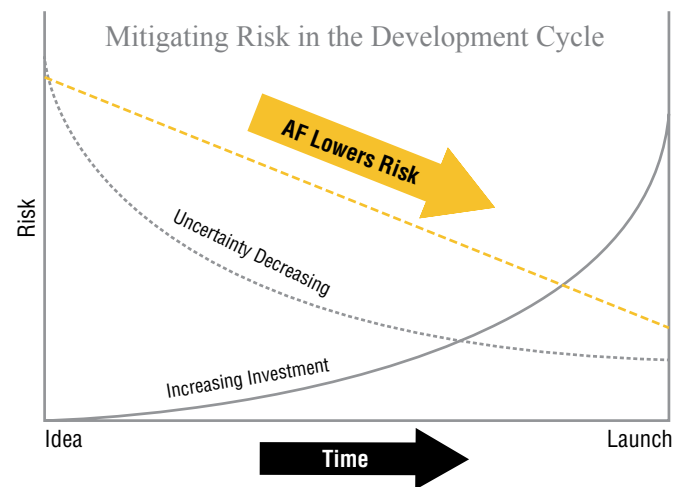 Mitigating Risk in the Development Cycle
AF Lowers Risk
Risk
Uncertainty Decreasing
Increasing Investment
Idea
Launch
Time